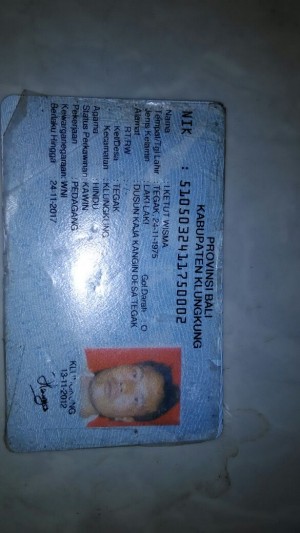 PROVINSI BALI
KABUPATEN KLUNGKUNG
NIK : 5105032411750002
Nama : I KETUT WISMA
Tempat/Tgl Lahir : TEGAK 24-11-1975
Jenis Kelamin : LAKI-LAKI Gol Darah : O
Alamat DUSUN KAJA KANGIN DESA TEGAK
RT/RW
Kel/Desa : TEGAK
Kecamatan : KLUNGKUNG
Agama : HINDU
Status Perkawinan : KAWIN
Pekerjaan : PEDAGANG
Kewarganegaraan: WNI
Berlaku Hingga : 24-11-2017
13-11-2012